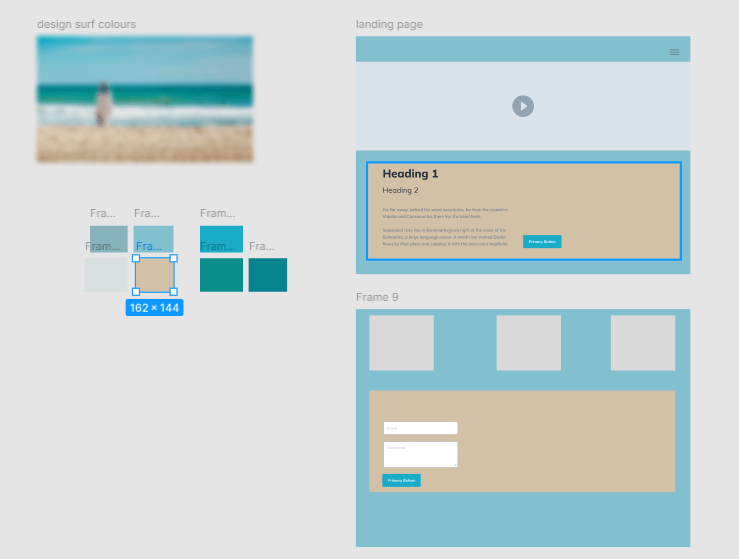 design surf colours
landing page
Heading 1
Heading 2
Far far away, behind the word mountains, far from the countries
Vokalia and Consonantia, there live the blind texts.
Separated they live in Bookmarksgrove right at the coast of the
Semantics, a large language ocean. A small river named Duden
flows by their place and supplies it with the necessary regelialia.
Primary Button
Fra...
Fra...
Fram...
Fram...
Fra...
Fram...
Fra...
162 × 144
Frame 9
Primary Button